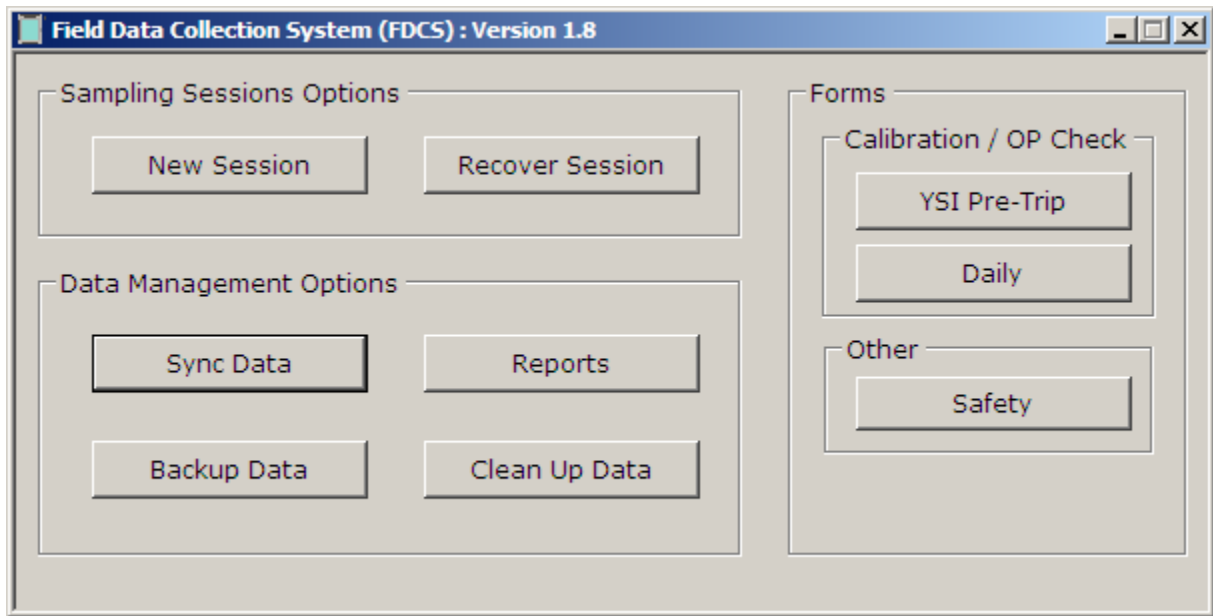 Field Data Collection System (FDCS) : Version 1.8
Sampling Sessions Options
New Session
Recover Session
Data Management Options
Sync Data
Reports
Backup Data
Clean Up Data
Forms
Calibration / OP Check
YSI Pre-Trip
Daily
Other
Safety